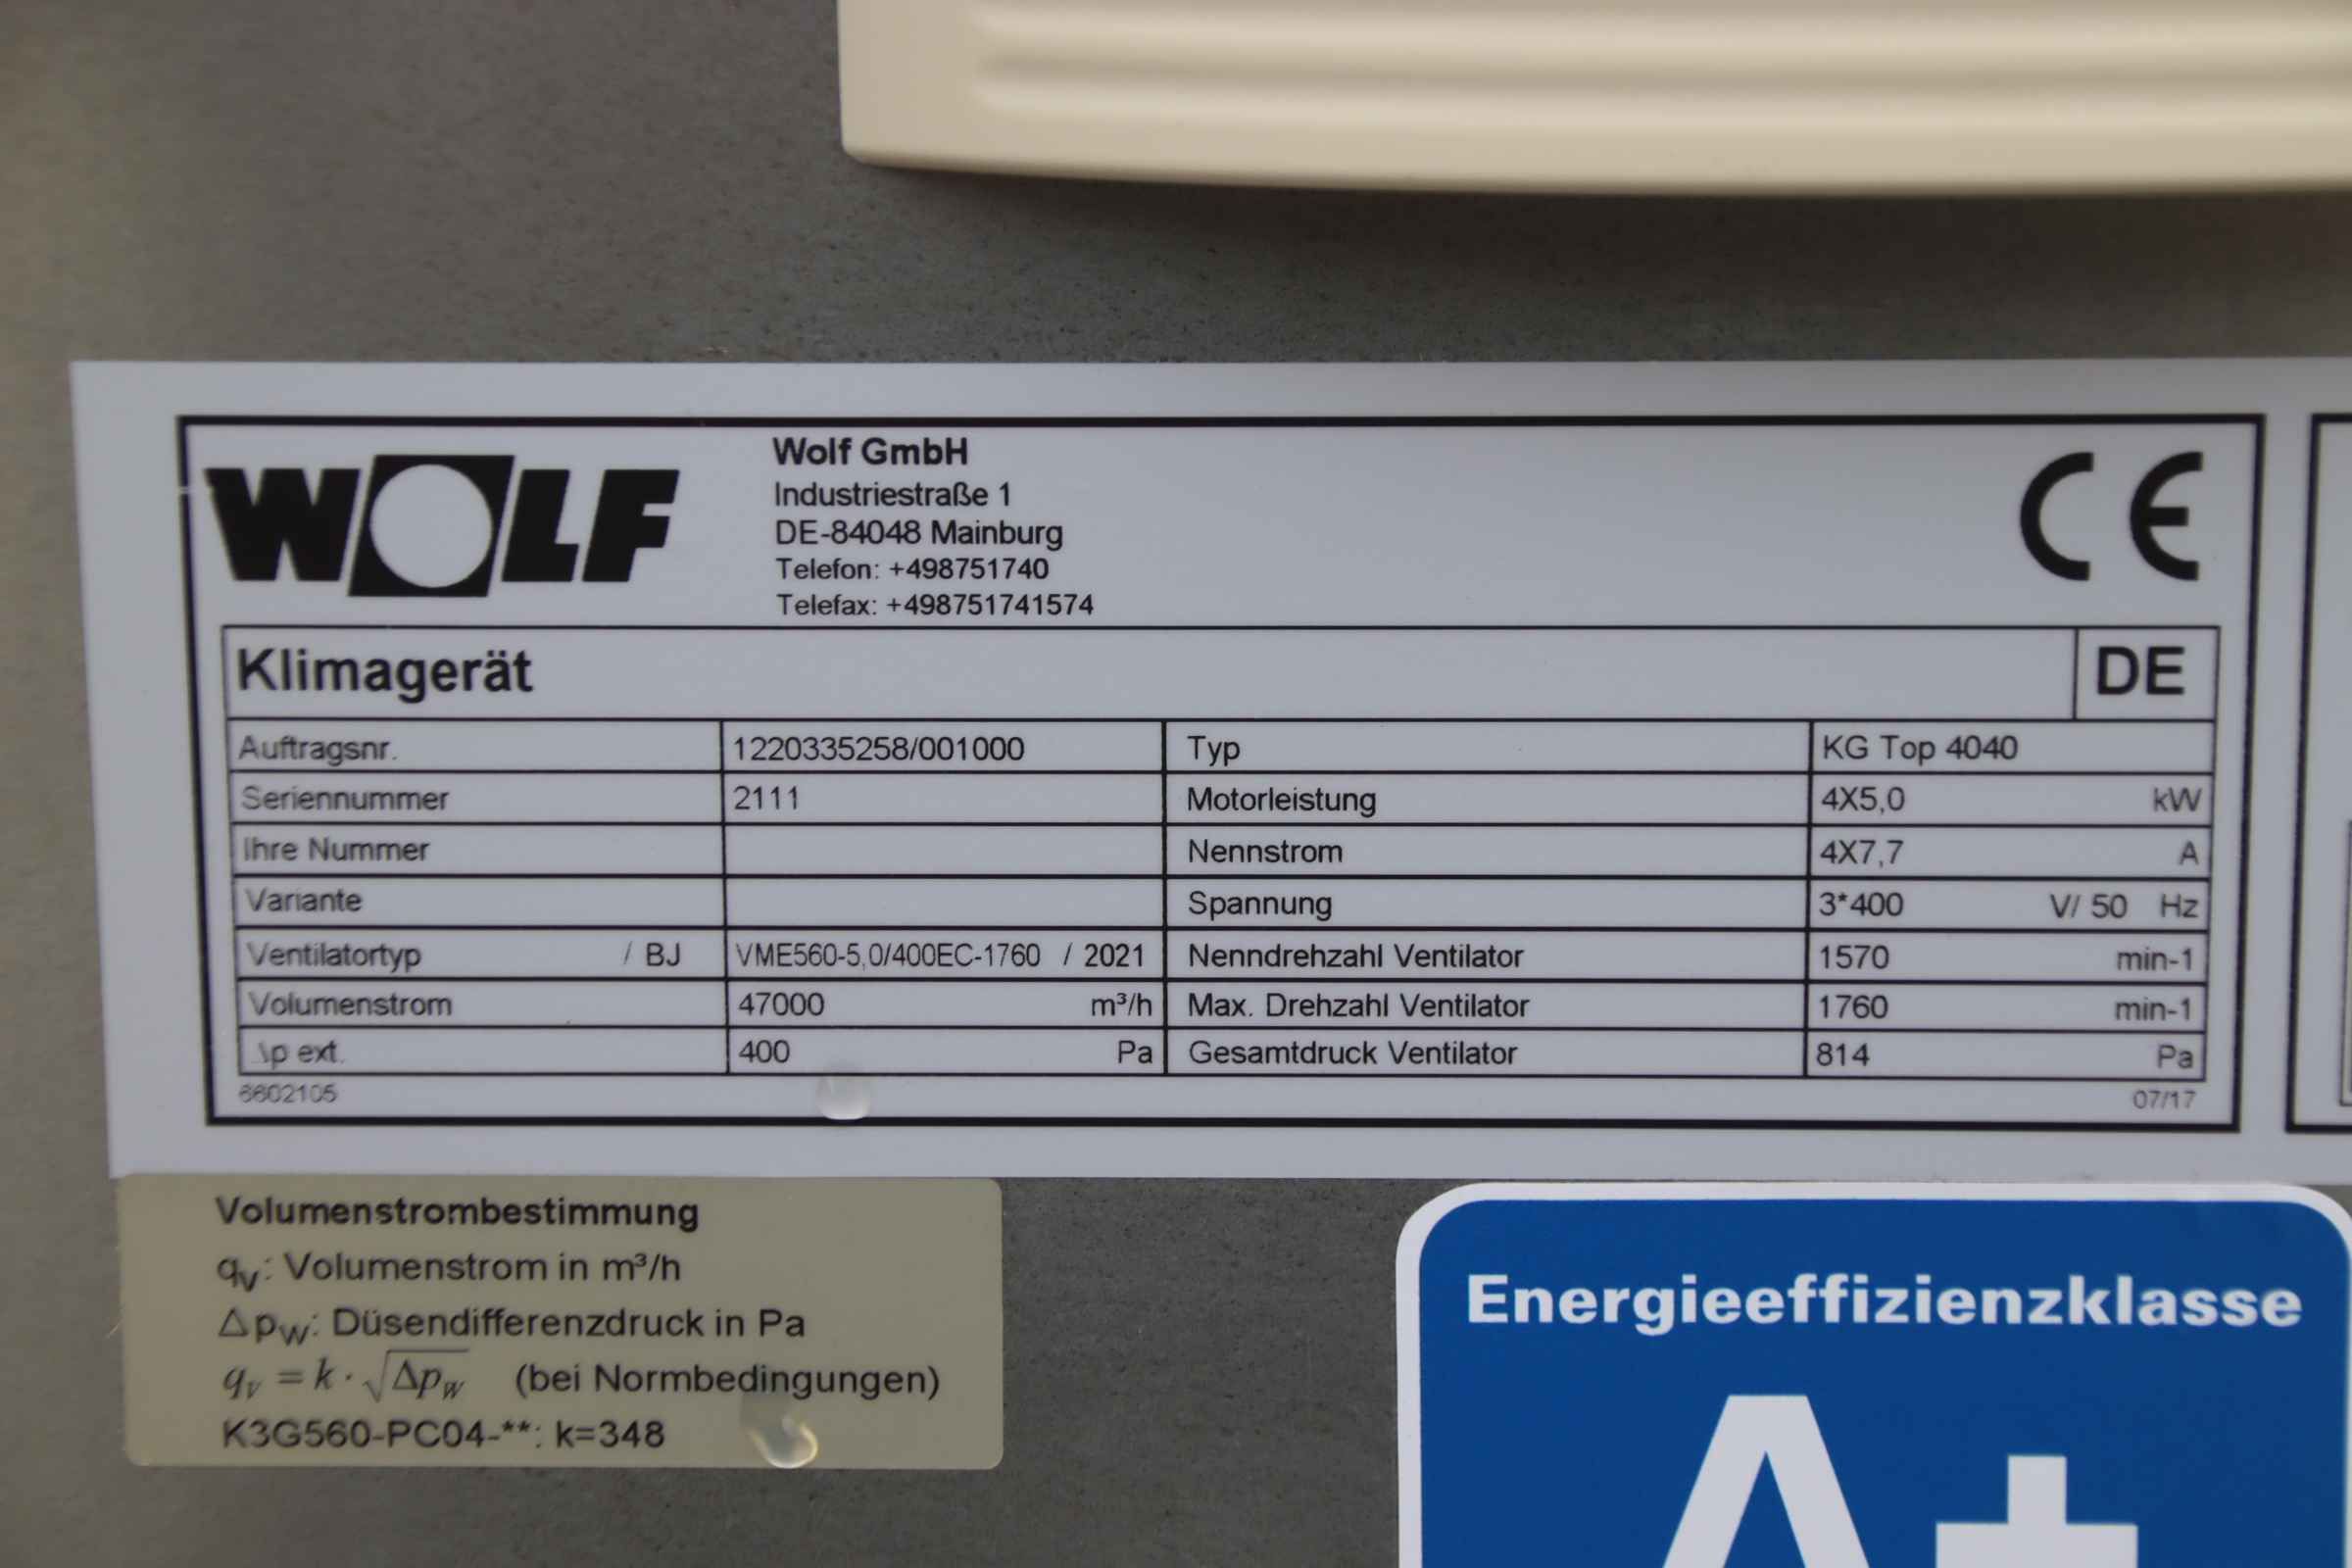 WOLF
Wolf GmbH
Industriestraße 1
DE-84048 Mainburg
Telefon: +498751740
Telefax: +498751741574
CE
Klimagerät DE
Auftragsnr. 1220335258/001000 Typ KG Top 4040
Seriennummer 2111 Motorleistung 4X5,0 kW
Ihre Nummer Nennstrom 4X7,7 A
Variante Spannung 3*400 V/ 50 Hz
Ventilatortyp / BJ VME560-5,0/400EC-1760 / 2021 Nenndrehzahl Ventilator 1570 min-1
Volumenstrom 47000 m³/h Max. Drehzahl Ventilator 1760 min-1
Δp ext. 400 Pa Gesamtdruck Ventilator 814 Pa
6602105 07/17
Volumenstrombestimmung
qv: Volumenstrom in m³/h
Δpw: Düsendifferenzdruck in Pa
qv = k · √Δpw (bei Normbedingungen)
K3G560-PC04-**: k=348
Energieeffizienzklasse
A+